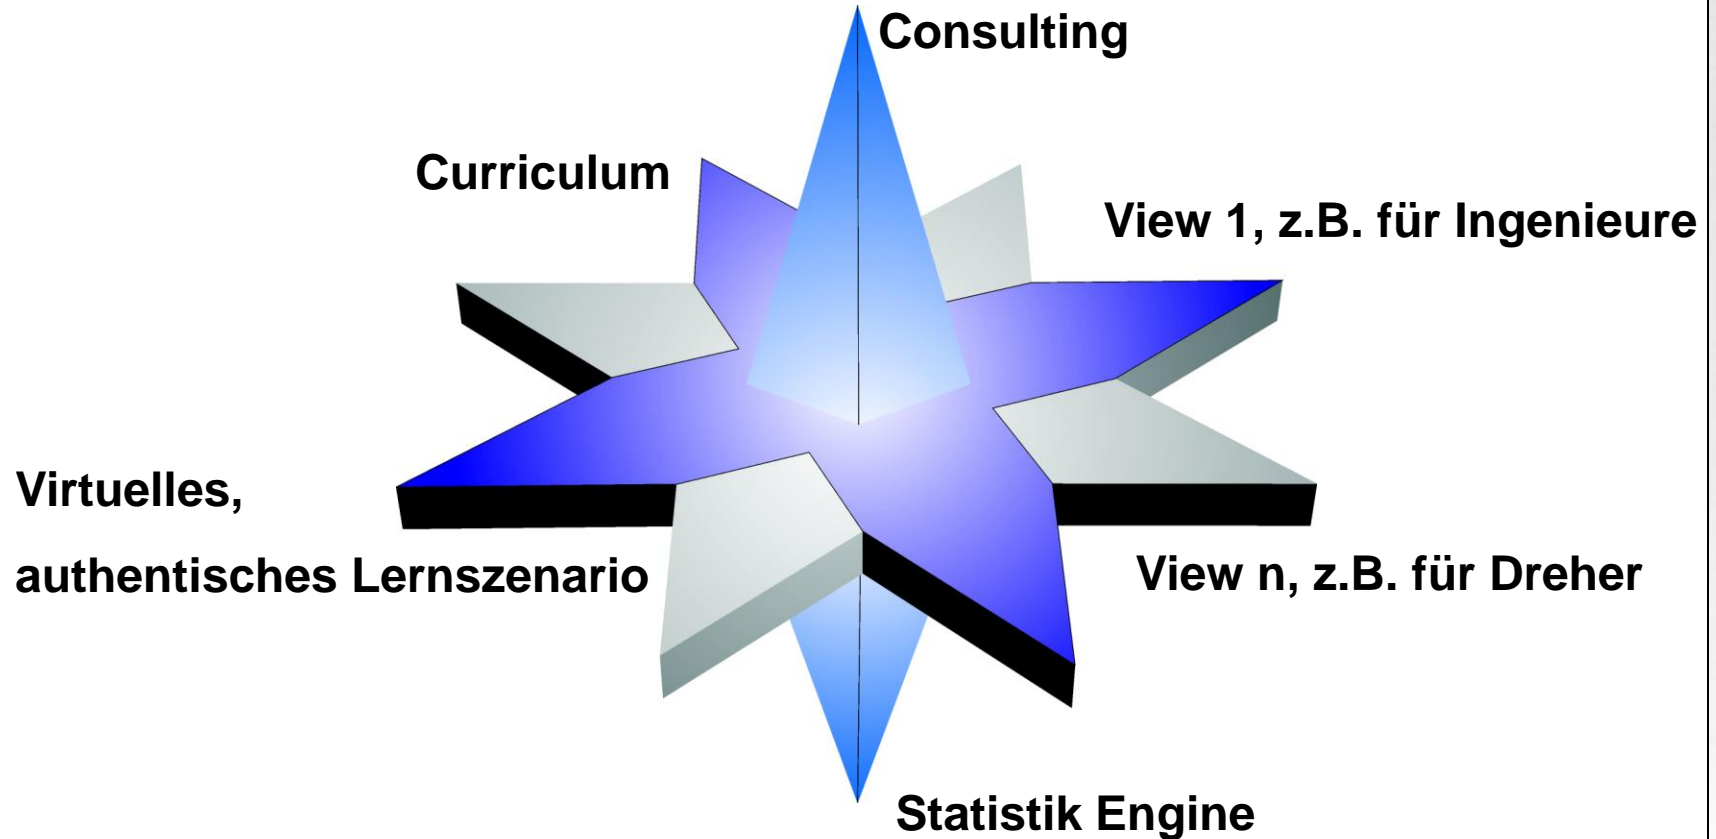 Consulting
Curriculum
View 1, z.B. für Ingenieure
Virtuelles,
authentisches Lernszenario
View n, z.B. für Dreher
Statistik Engine